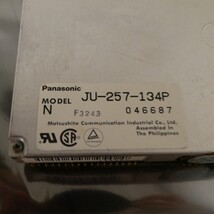 Panasonic
MODEL JU-257-134P
N F3243 046687
Matsushita Communication Industrial Co., Ltd.
Assembled In
The Philippines